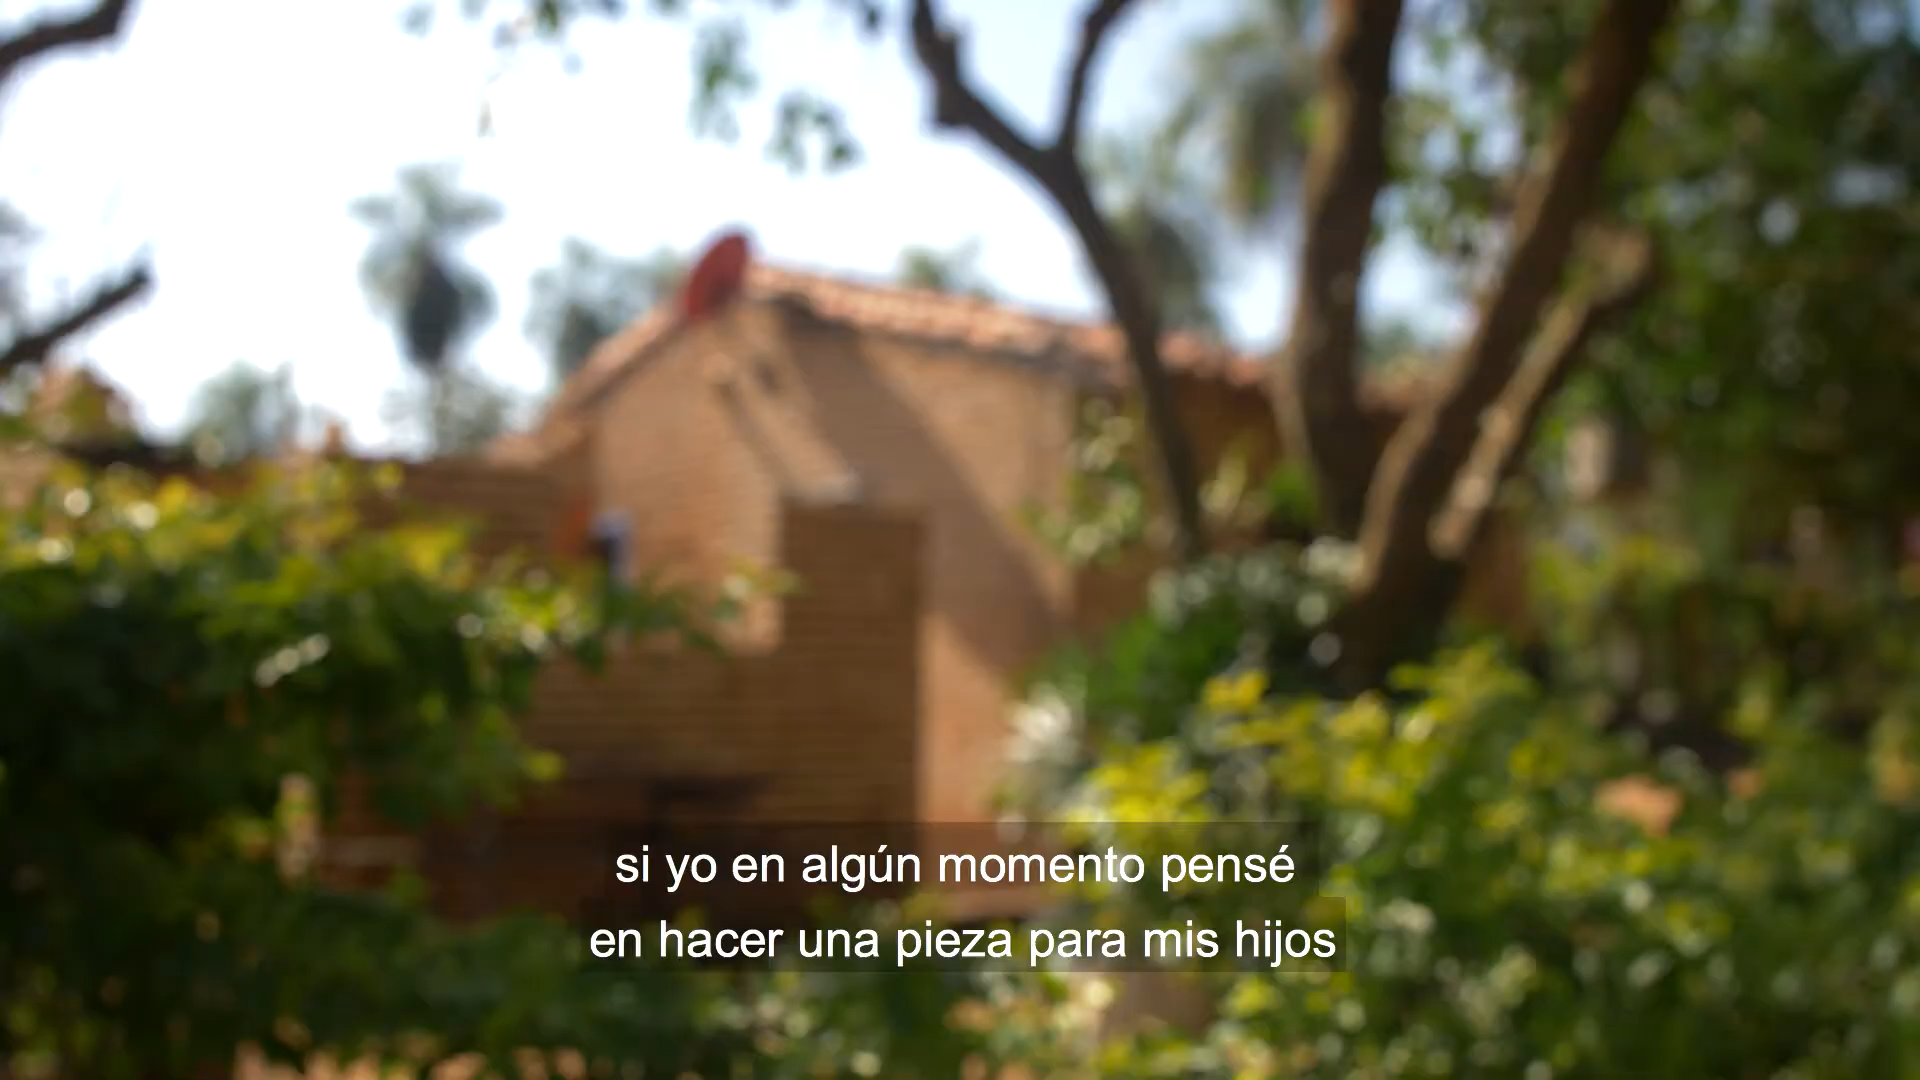 si yo en algún momento pensé
en hacer una pieza para mis hijos